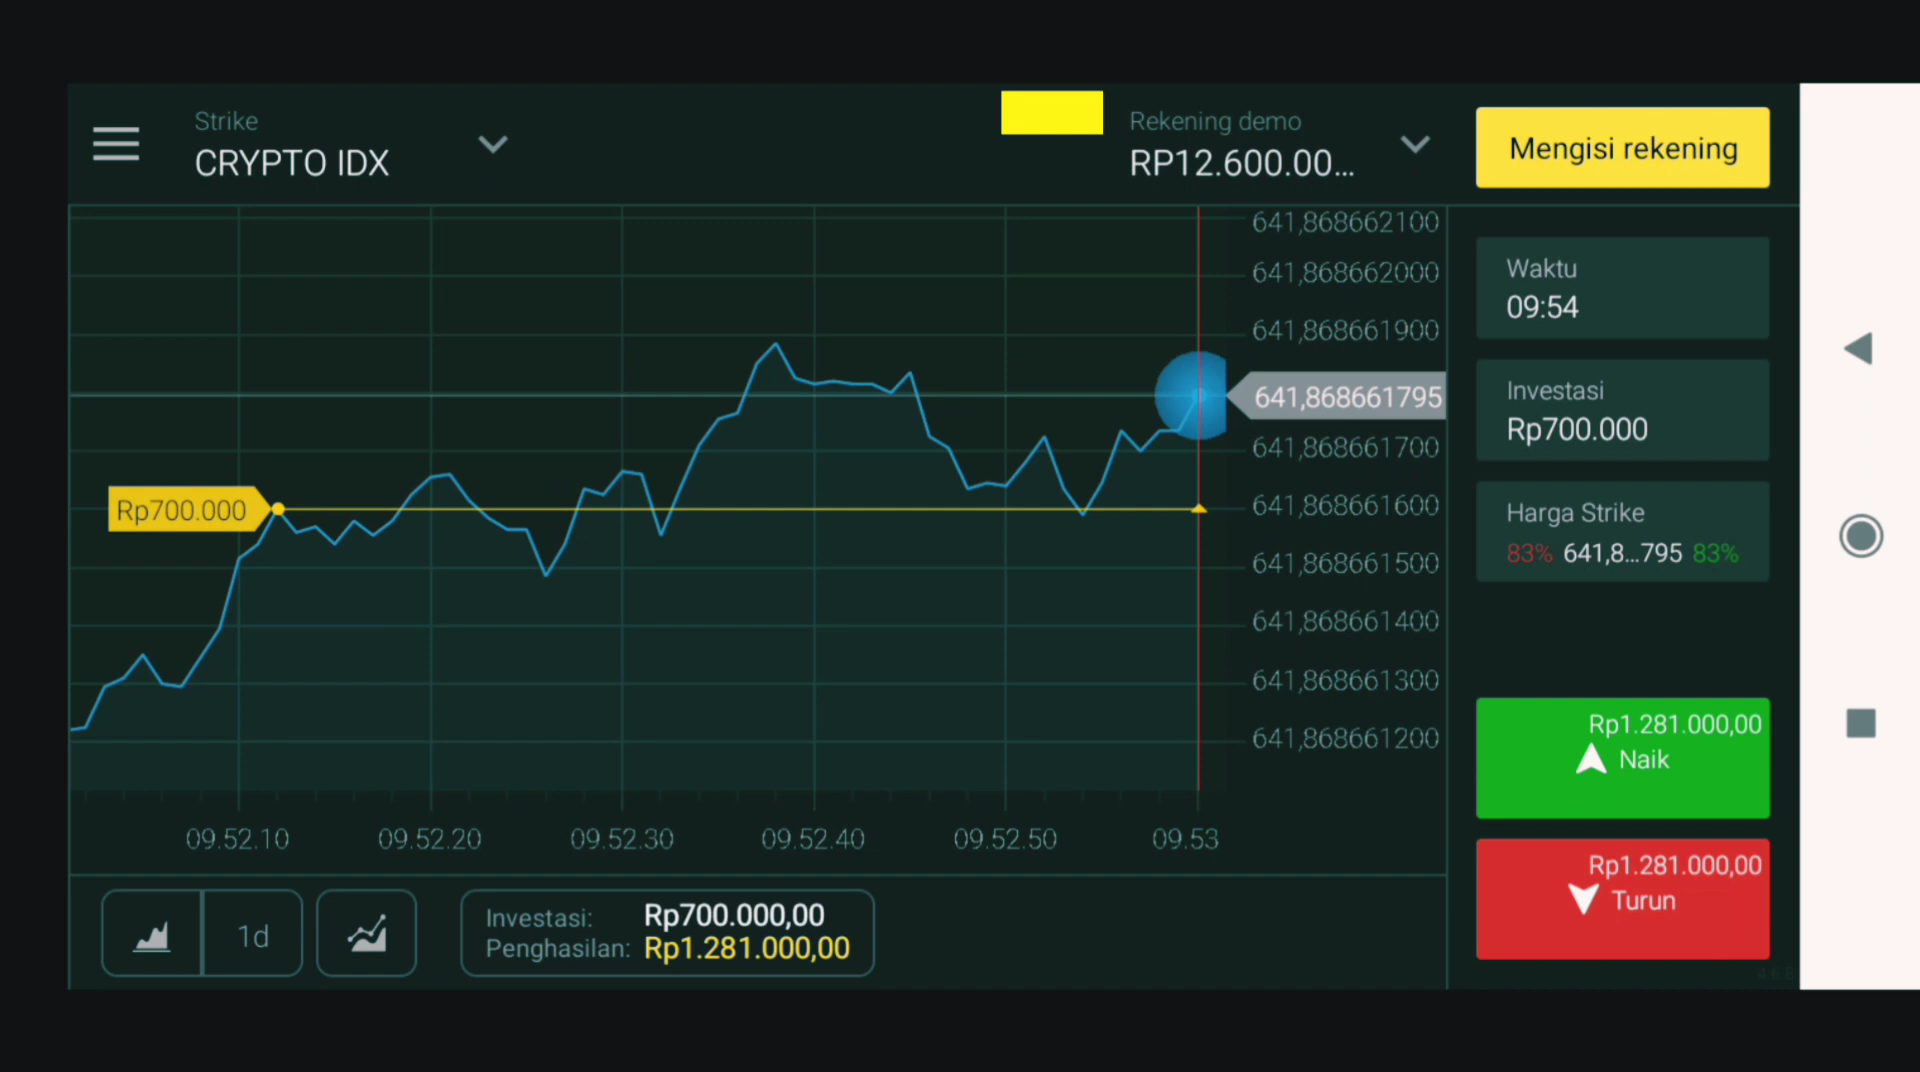 Strike
CRYPTO IDX
Rekening demo
RP12.600.00...
Mengisi rekening
641,868662100
641,868662000
641,868661900
641,868661795
641,868661700
641,868661600
641,868661500
641,868661400
641,868661300
641,868661200
Rp700.000
09.52.10
09.52.20
09.52.30
09.52.40
09.52.50
09.53
1d
Investasi: Rp700.000,00
Penghasilan: Rp1.281.000,00
Waktu
09:54
Investasi
Rp700.000
Harga Strike
83% 641,8...795 83%
Rp1.281.000,00
Naik
Rp1.281.000,00
Turun